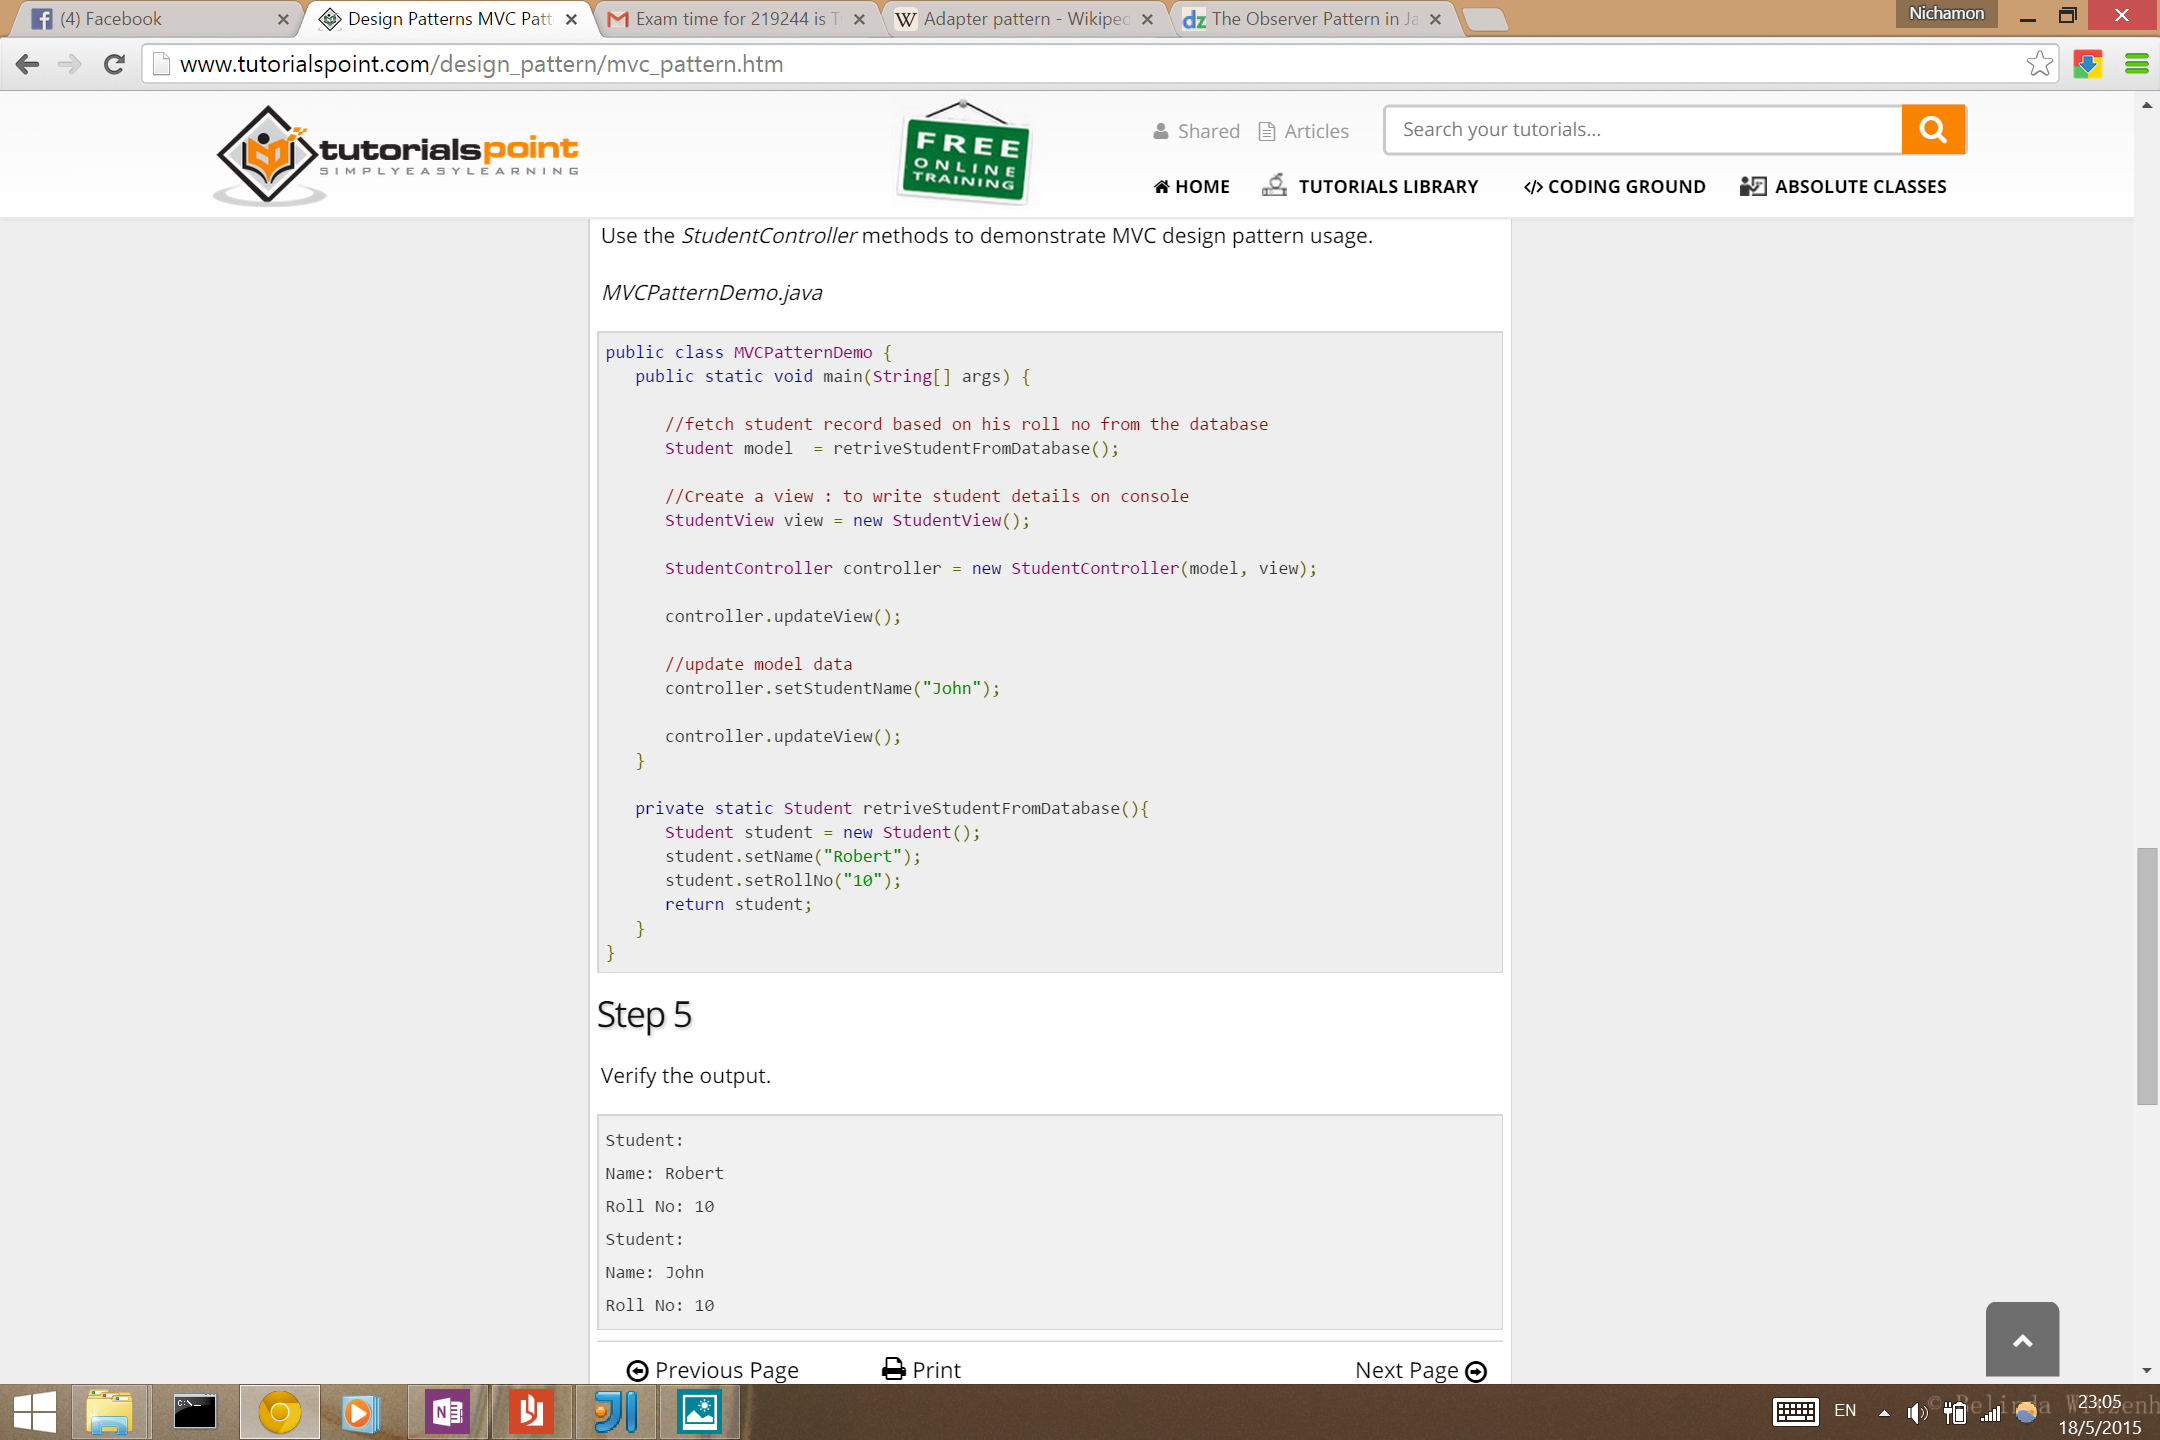 (4) Facebook
Design Patterns MVC Patt
Exam time for 219244 is T
Adapter pattern - Wikiped
The Observer Pattern in Ja
Nichamon
www.tutorialspoint.com/design_pattern/mvc_pattern.htm
tutorialspoint
SIMPLYEASYLEARNING
FREE
ONLINE
TRAINING
Shared
Articles
Search your tutorials...
HOME
TUTORIALS LIBRARY
CODING GROUND
ABSOLUTE CLASSES
Use the StudentController methods to demonstrate MVC design pattern usage.
MVCPatternDemo.java
public class MVCPatternDemo {
public static void main(String[] args) {
//fetch student record based on his roll no from the database
Student model  = retriveStudentFromDatabase();
//Create a view : to write student details on console
StudentView view = new StudentView();
StudentController controller = new StudentController(model, view);
controller.updateView();
//update model data
controller.setStudentName("John");
controller.updateView();
}
private static Student retriveStudentFromDatabase(){
Student student = new Student();
student.setName("Robert");
student.setRollNo("10");
return student;
}
}
Step 5
Verify the output.
Student:
Name: Robert
Roll No: 10
Student:
Name: John
Roll No: 10
Previous Page
Print
Next Page
EN
23:05
18/5/2015